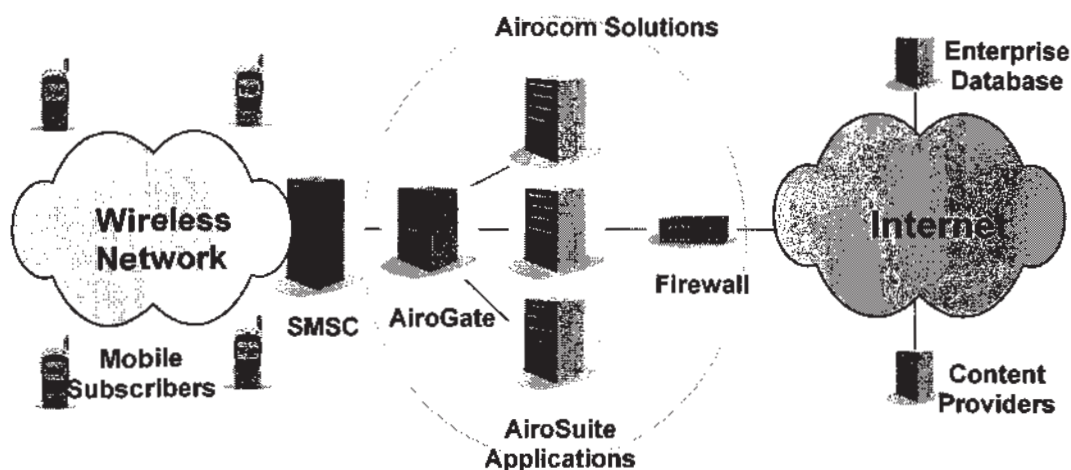 Airocom Solutions
Enterprise
Database
Wireless
Network
Internet
SMSC
AiroGate
Firewall
Mobile
Subscribers
AiroSuite
Applications
Content
Providers